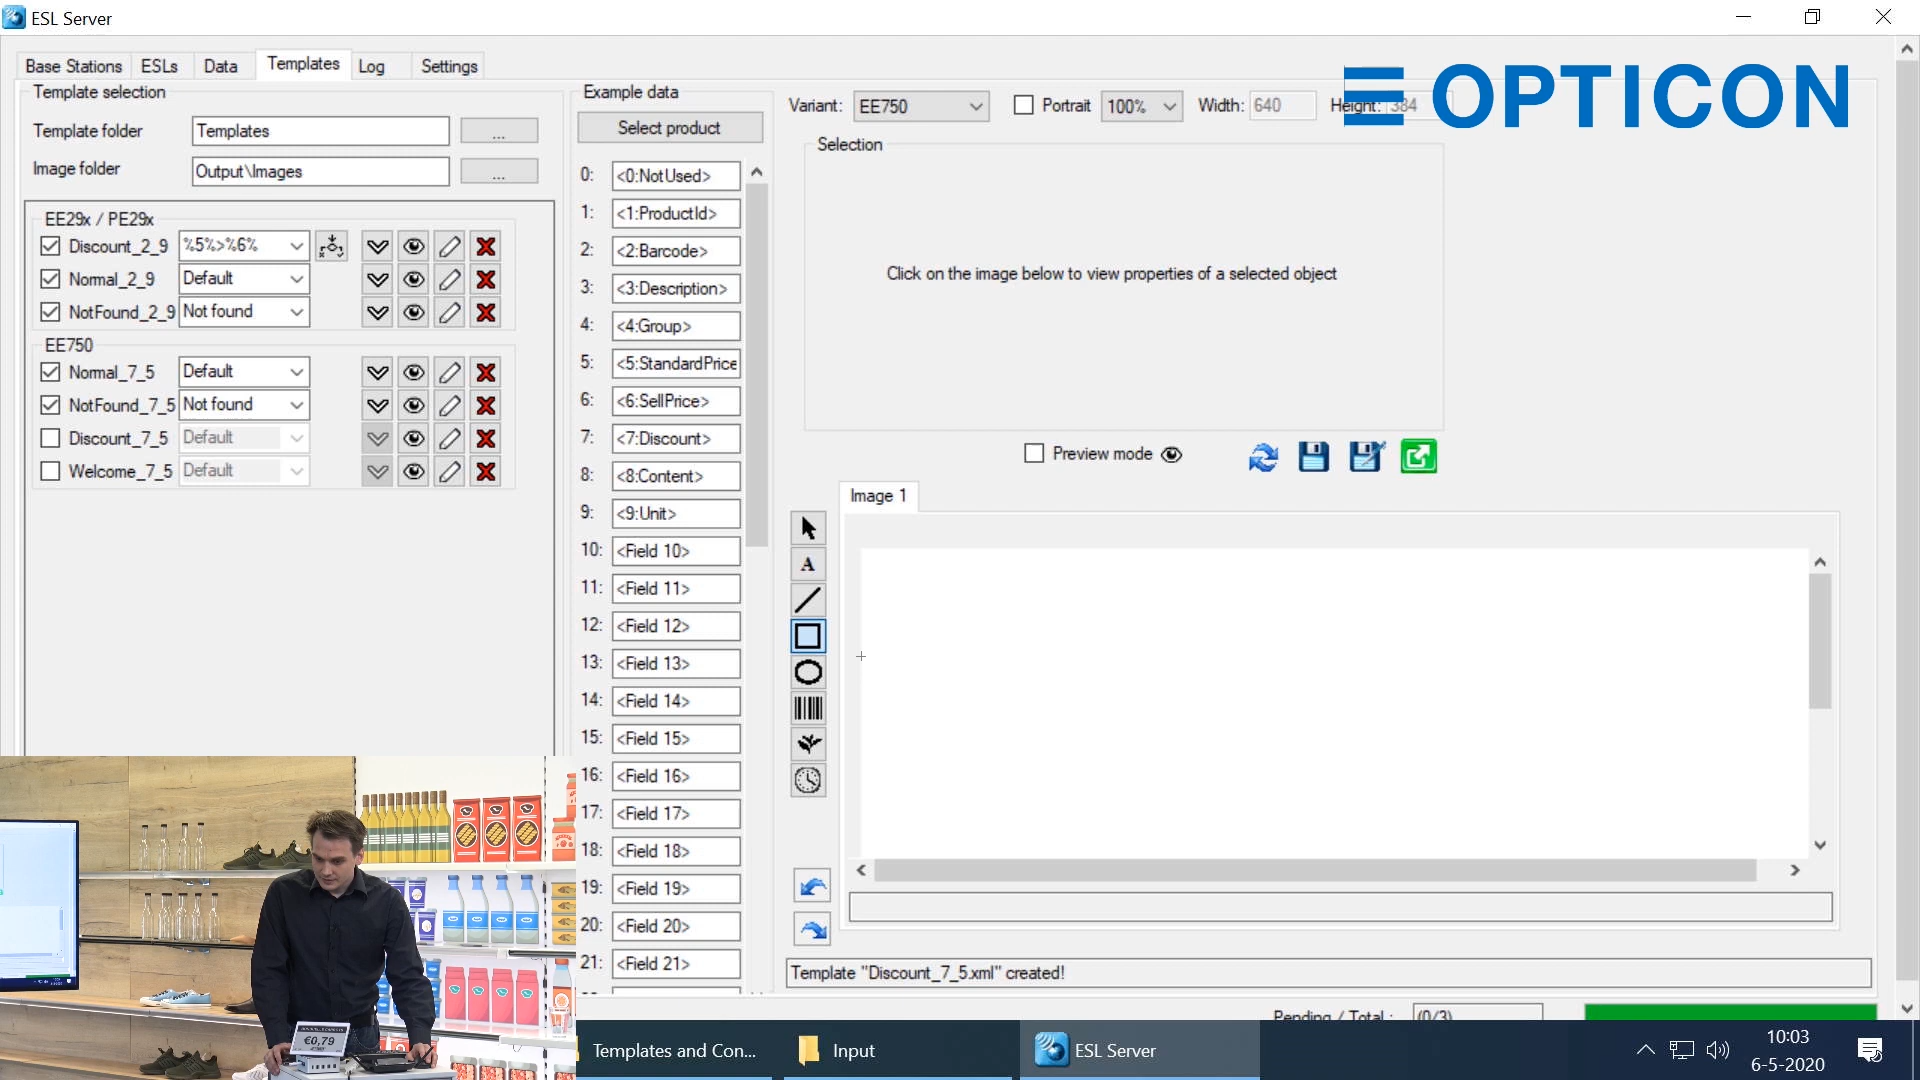 ESL Server
Base Stations
ESLs
Data
Templates
Log
Settings
OPTICON
Template selection
Template folder
Templates
...
Image folder
Output\Images
...
EE29x / PE29x
Discount_2_9
%5%>%6%
Normal_2_9
Default
NotFound_2_9
Not found
EE750
Normal_7_5
Default
NotFound_7_5
Not found
Discount_7_5
Default
Welcome_7_5
Default
Example data
Select product
0: <0:NotUsed>
1: <1:ProductId>
2: <2:Barcode>
3: <3:Description>
4: <4:Group>
5: <5:StandardPrice
6: <6:SellPrice>
7: <7:Discount>
8: <8:Content>
9: <9:Unit>
10: <Field 10>
11: <Field 11>
12: <Field 12>
13: <Field 13>
14: <Field 14>
15: <Field 15>
16: <Field 16>
17: <Field 17>
18: <Field 18>
19: <Field 19>
20: <Field 20>
21: <Field 21>
Variant: EE750
Portrait
100%
Width: 640
Height: 384
Selection
Click on the image below to view properties of a selected object
Preview mode
Image 1
A
Template "Discount_7_5.xml" created!
Pending / Total : (0/3)
€0,79
Templates and Con...
Input
ESL Server
10:03
6-5-2020